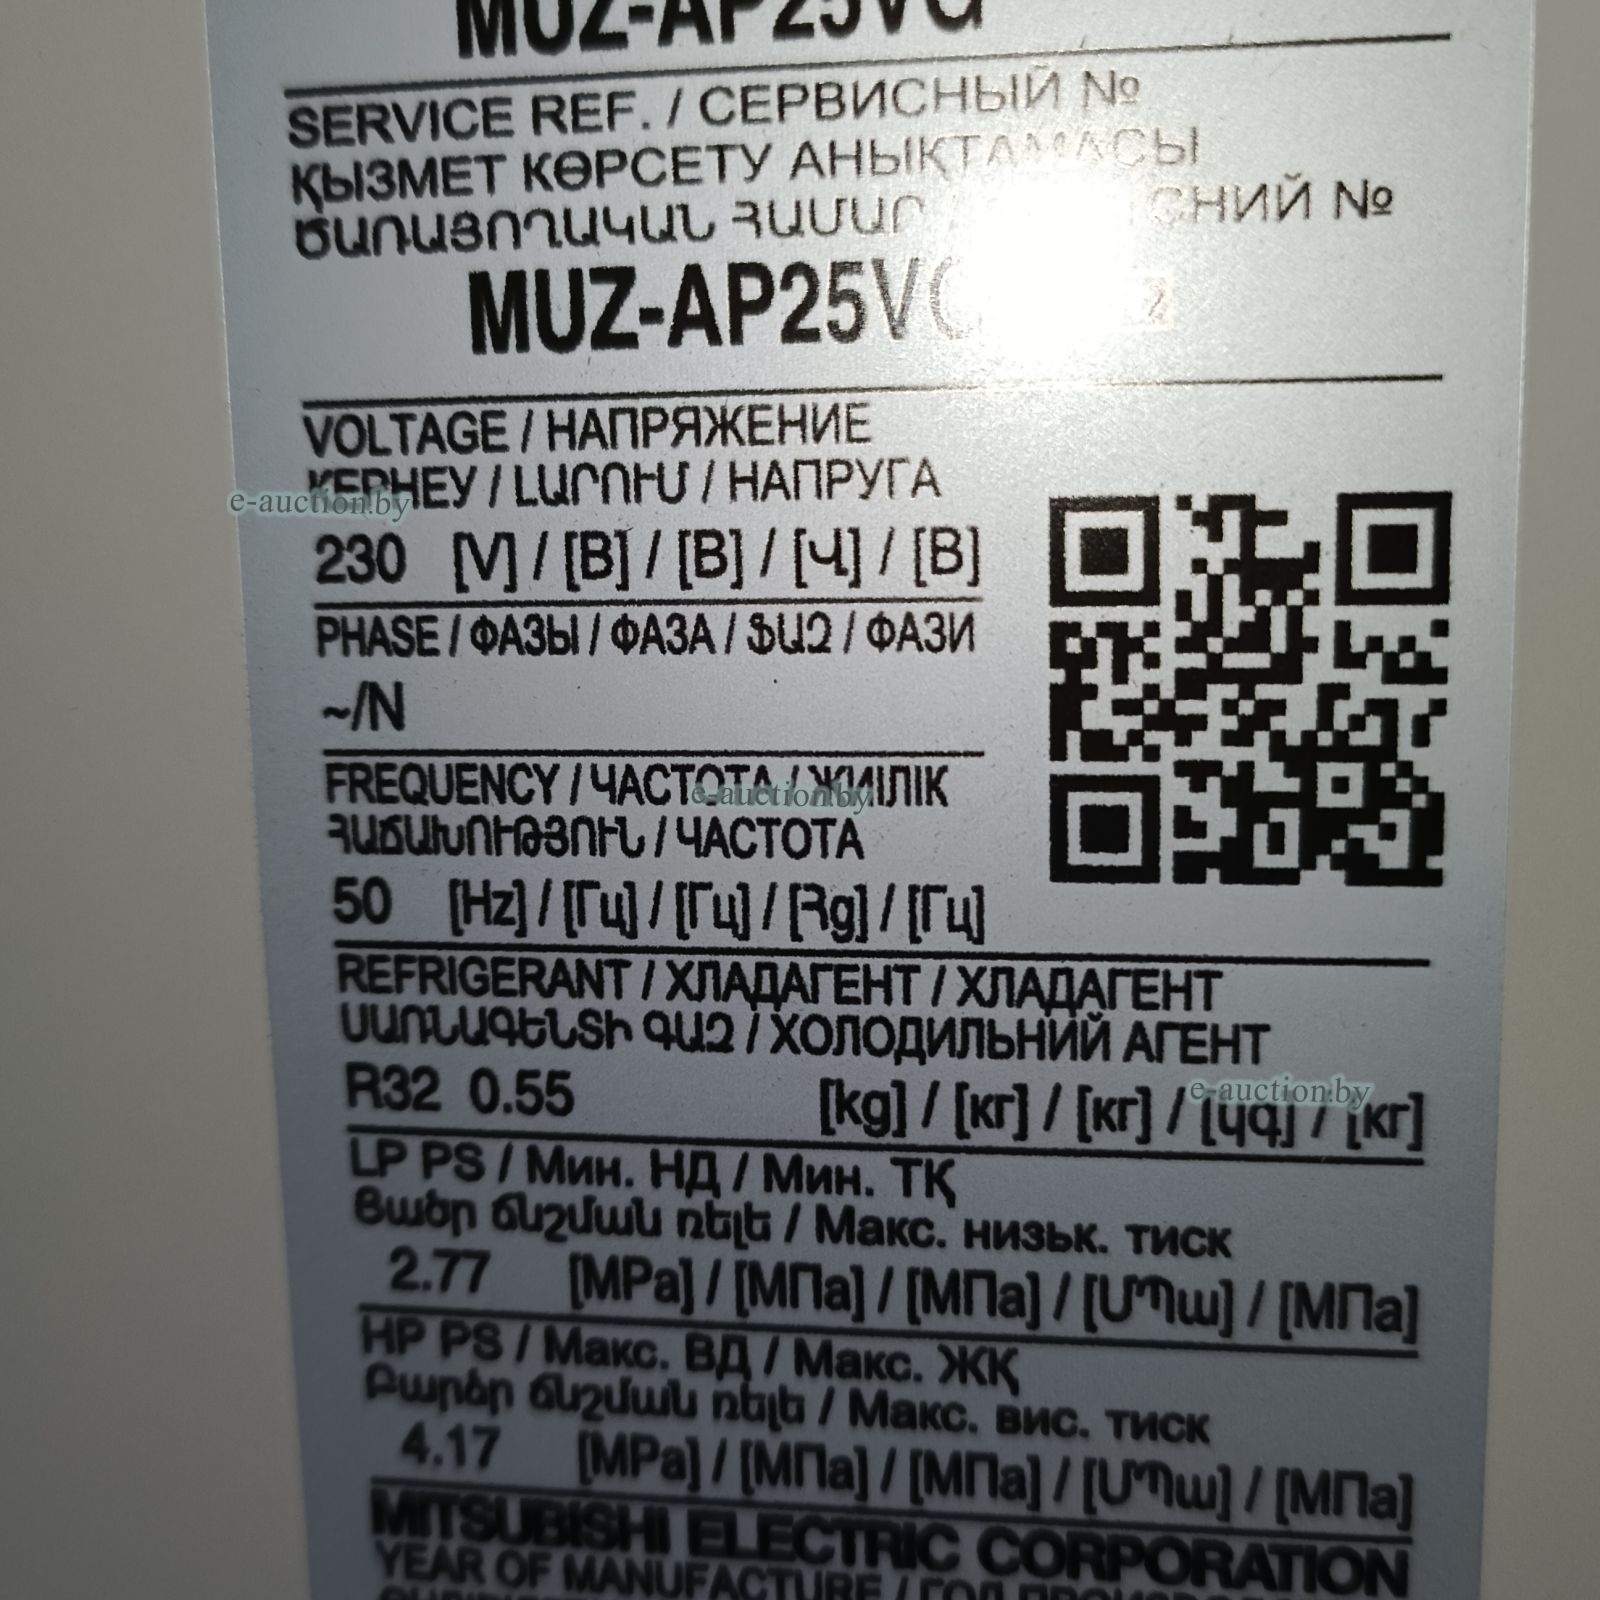 MUZ-AP25VG
SERVICE REF. / СЕРВИСНЫЙ №
ҚЫЗМЕТ КӨРСЕТУ АНЫҚТАМАСЫ
ԾԱՌԱՅՈՂԱԿԱՆ ՀԱՄԱՐ
MUZ-AP25VG
VOLTAGE / НАПРЯЖЕНИЕ
КЕРНЕУ / ԼԱՐՈՒՄ / НАПРУГА
e-auction.by
230 [V] / [В] / [В] / [Վ] / [В]
PHASE / ФАЗЫ / ФАЗА / ՖԱԶ / ФАЗИ
~/N
FREQUENCY / ЧАСТОТА / ЖИІЛІК
e-auction.by
ՀԱՃԱԽՈՒԹՅՈՒՆ / ЧАСТОТА
50 [Hz] / [Гц] / [Гц] / [Հց] / [Гц]
REFRIGERANT / ХЛАДАГЕНТ / ХЛАДАГЕНТ
ՍԱՌՆԱԳԵՆՏԻ ԳԱԶ / ХОЛОДИЛЬНИЙ АГЕНТ
e-auction.by
R32 0.55 [kg] / [кг] / [кг] / [կգ] / [кг]
LP PS / Мин. НД / Мин. ТҚ
Ցածր ճնշման ռելե / Макс. низьк. тиск
2.77 [MPa] / [МПа] / [МПа] / [ՄՊա] / [МПа]
HP PS / Макс. ВД / Макс. ЖҚ
Բարձր ճնշման ռելե / Макс. вис. тиск
4.17 [MPa] / [МПа] / [МПа] / [ՄՊա] / [МПа]
MITSUBISHI ELECTRIC CORPORATION
YEAR OF MANUFACTURE / ГОД